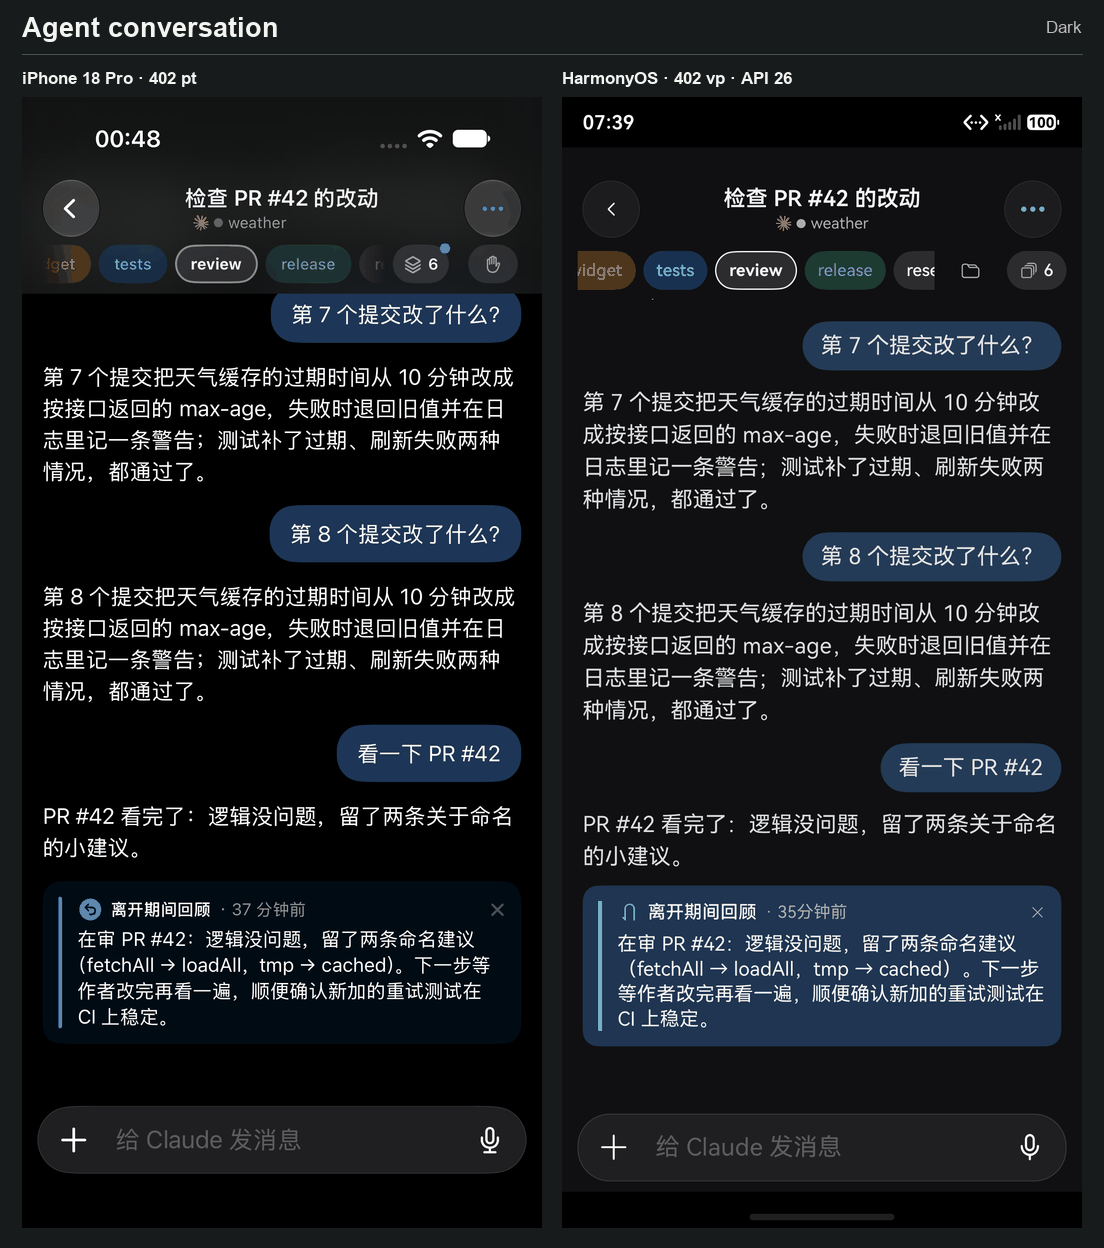 Agent conversation
Dark
iPhone 18 Pro · 402 pt
00:48
检查 PR #42 的改动
weather
dget
tests
review
release
6
第 7 个提交改了什么?
第 7 个提交把天气缓存的过期时间从 10 分钟改成
按接口返回的 max-age，失败时退回旧值并在日
志里记一条警告；测试补了过期、刷新失败两种
情况，都通过了。
第 8 个提交改了什么?
第 8 个提交把天气缓存的过期时间从 10 分钟改成
按接口返回的 max-age，失败时退回旧值并在日
志里记一条警告；测试补了过期、刷新失败两种
情况，都通过了。
看一下 PR #42
PR #42 看完了：逻辑没问题，留了两条关于命名
的小建议。
离开期间回顾 · 37 分钟前
在审 PR #42：逻辑没问题，留了两条命名建议
（fetchAll → loadAll，tmp → cached）。下一步等
作者改完再看一遍，顺便确认新加的重试测试在
CI 上稳定。
给 Claude 发消息
HarmonyOS · 402 vp · API 26
07:39
100
检查 PR #42 的改动
weather
idget
tests
review
release
rese
6
第 7 个提交改了什么？
第 7 个提交把天气缓存的过期时间从 10 分钟改
成按接口返回的 max-age，失败时退回旧值并在
日志里记一条警告；测试补了过期、刷新失败两
种情况，都通过了。
第 8 个提交改了什么？
第 8 个提交把天气缓存的过期时间从 10 分钟改
成按接口返回的 max-age，失败时退回旧值并在
日志里记一条警告；测试补了过期、刷新失败两
种情况，都通过了。
看一下 PR #42
PR #42 看完了：逻辑没问题，留了两条关于命名
的小建议。
离开期间回顾 · 35分钟前
在审 PR #42：逻辑没问题，留了两条命名建议
（fetchAll → loadAll，tmp → cached）。下一步
等作者改完再看一遍，顺便确认新加的重试测试在
CI 上稳定。
给 Claude 发消息